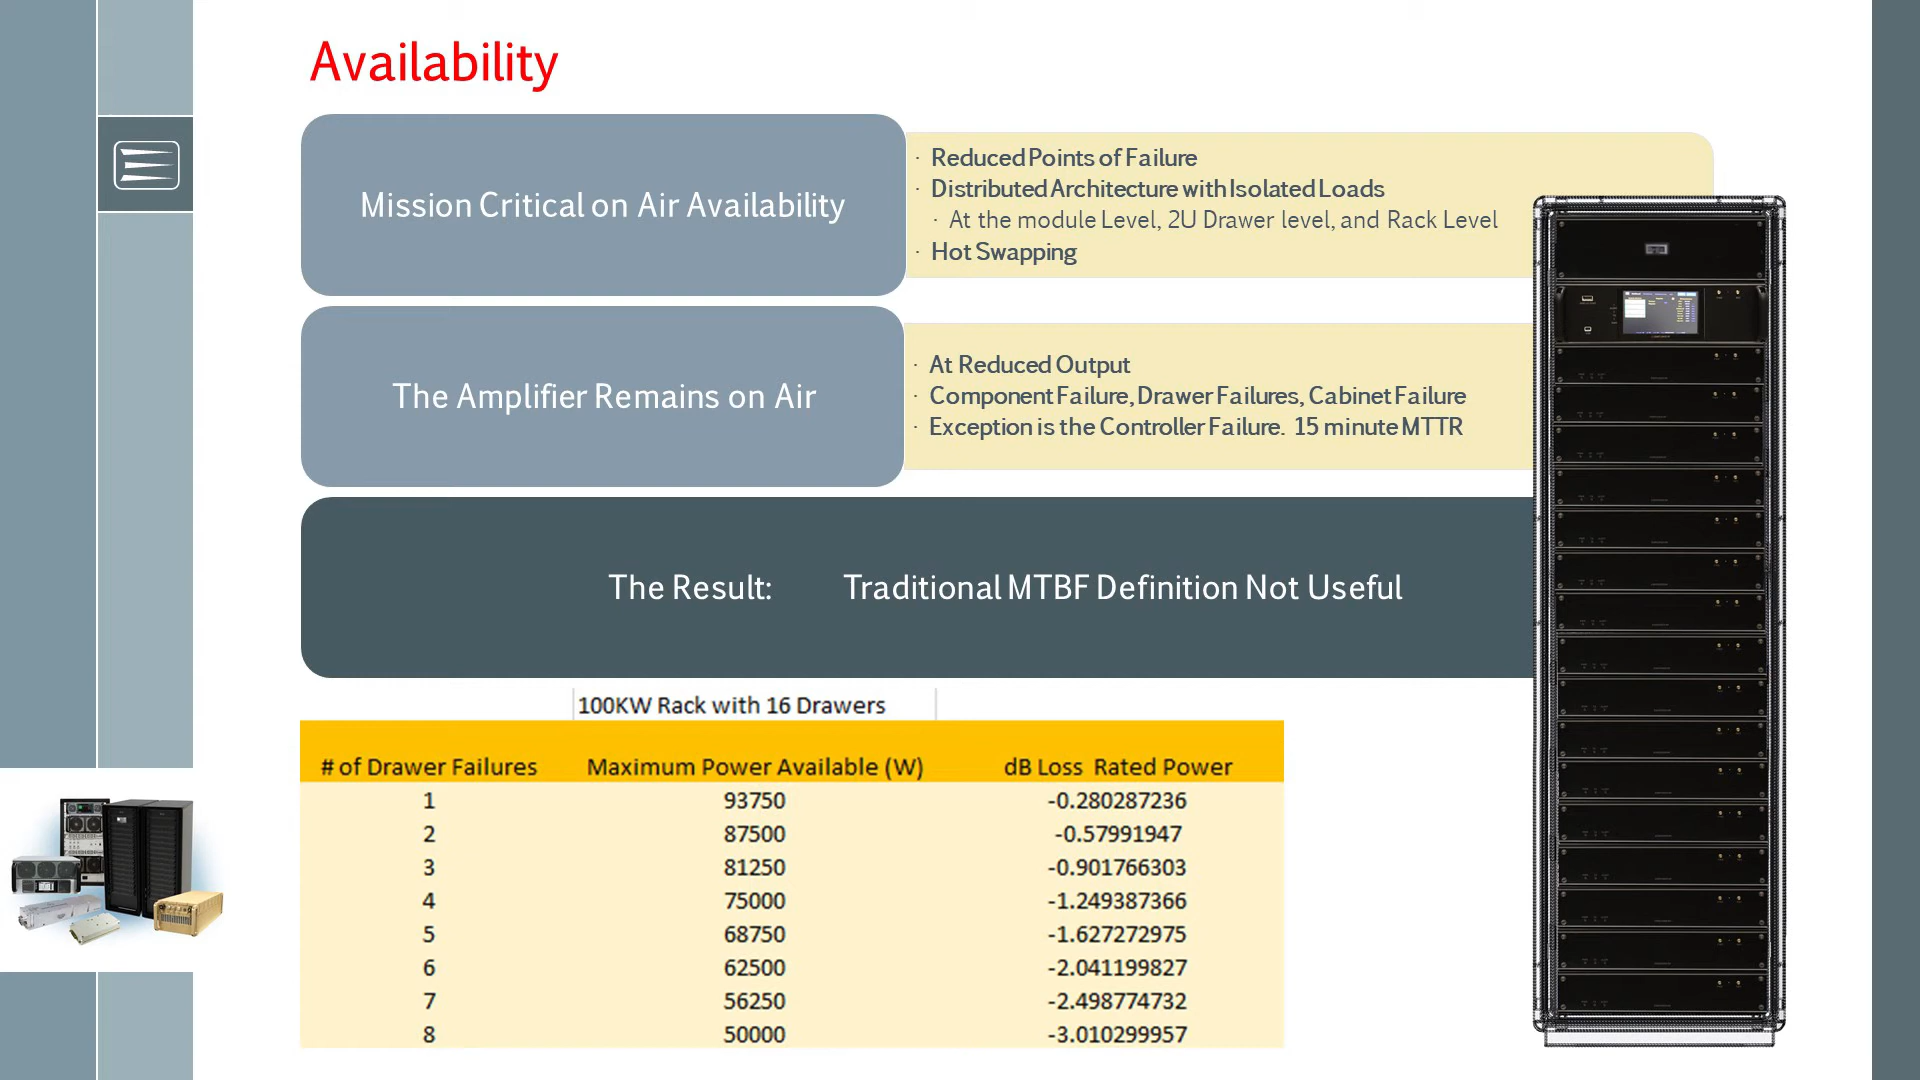 Availability
Mission Critical on Air Availability
· Reduced Points of Failure
· Distributed Architecture with Isolated Loads
· At the module Level, 2U Drawer level, and Rack Level
· Hot Swapping
The Amplifier Remains on Air
· At Reduced Output
· Component Failure, Drawer Failures, Cabinet Failure
· Exception is the Controller Failure. 15 minute MTTR
The Result: Traditional MTBF Definition Not Useful
100KW Rack with 16 Drawers
# of Drawer Failures Maximum Power Available (W) dB Loss Rated Power
1 93750 -0.280287236
2 87500 -0.57991947
3 81250 -0.901766303
4 75000 -1.249387366
5 68750 -1.627272975
6 62500 -2.041199827
7 56250 -2.498774732
8 50000 -3.010299957